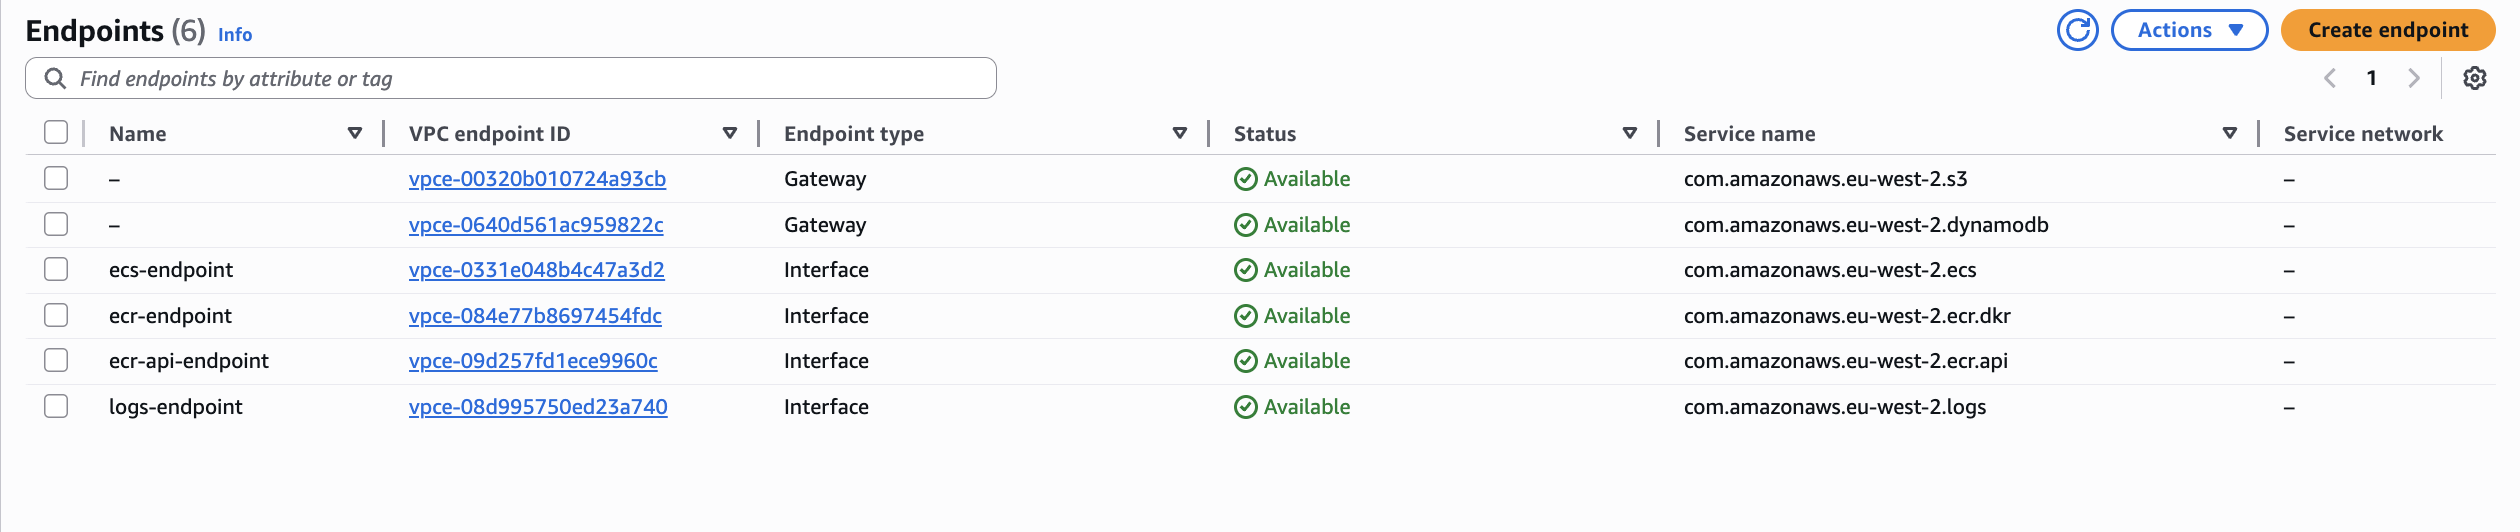 Endpoints (6) Info
Actions
Create endpoint
Find endpoints by attribute or tag
1
Name VPC endpoint ID Endpoint type Status Service name Service network
– vpce-00320b010724a93cb Gateway Available com.amazonaws.eu-west-2.s3 –
– vpce-0640d561ac959822c Gateway Available com.amazonaws.eu-west-2.dynamodb –
ecs-endpoint vpce-0331e048b4c47a3d2 Interface Available com.amazonaws.eu-west-2.ecs –
ecr-endpoint vpce-084e77b8697454fdc Interface Available com.amazonaws.eu-west-2.ecr.dkr –
ecr-api-endpoint vpce-09d257fd1ece9960c Interface Available com.amazonaws.eu-west-2.ecr.api –
logs-endpoint vpce-08d995750ed23a740 Interface Available com.amazonaws.eu-west-2.logs –